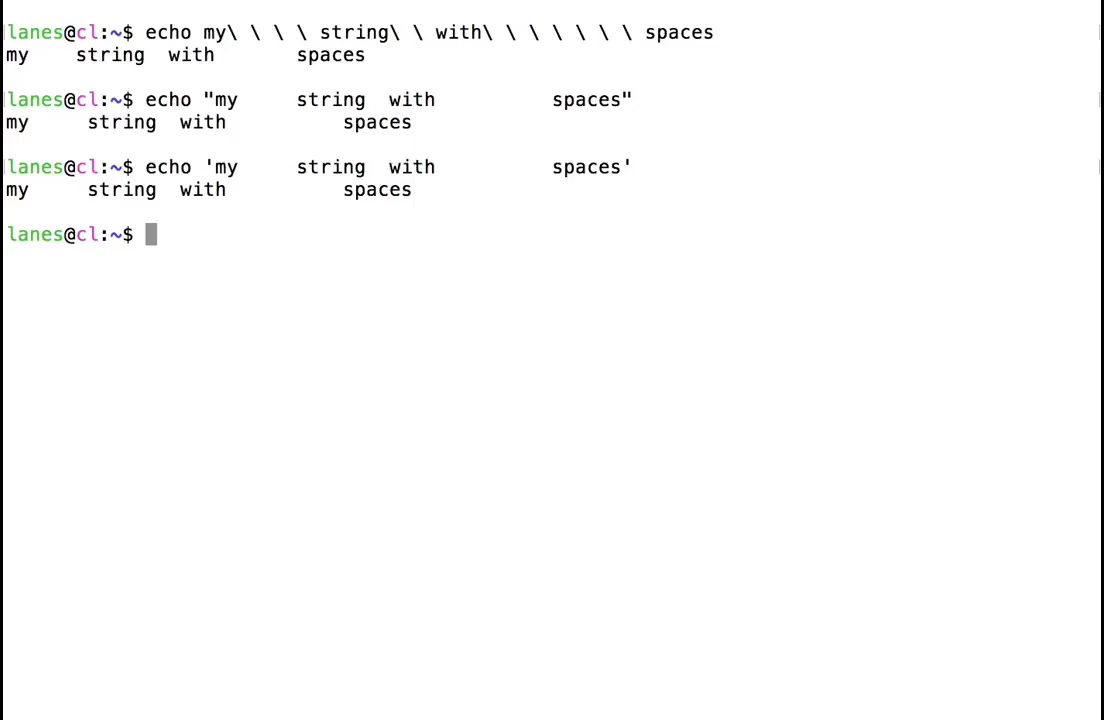 lanes@cl:~$ echo my\ \ \ \ string\ \ with\ \ \ \ \ \ \ spaces
my    string  with       spaces
lanes@cl:~$ echo "my     string  with          spaces"
my     string  with          spaces
lanes@cl:~$ echo 'my     string  with          spaces'
my     string  with          spaces
lanes@cl:~$